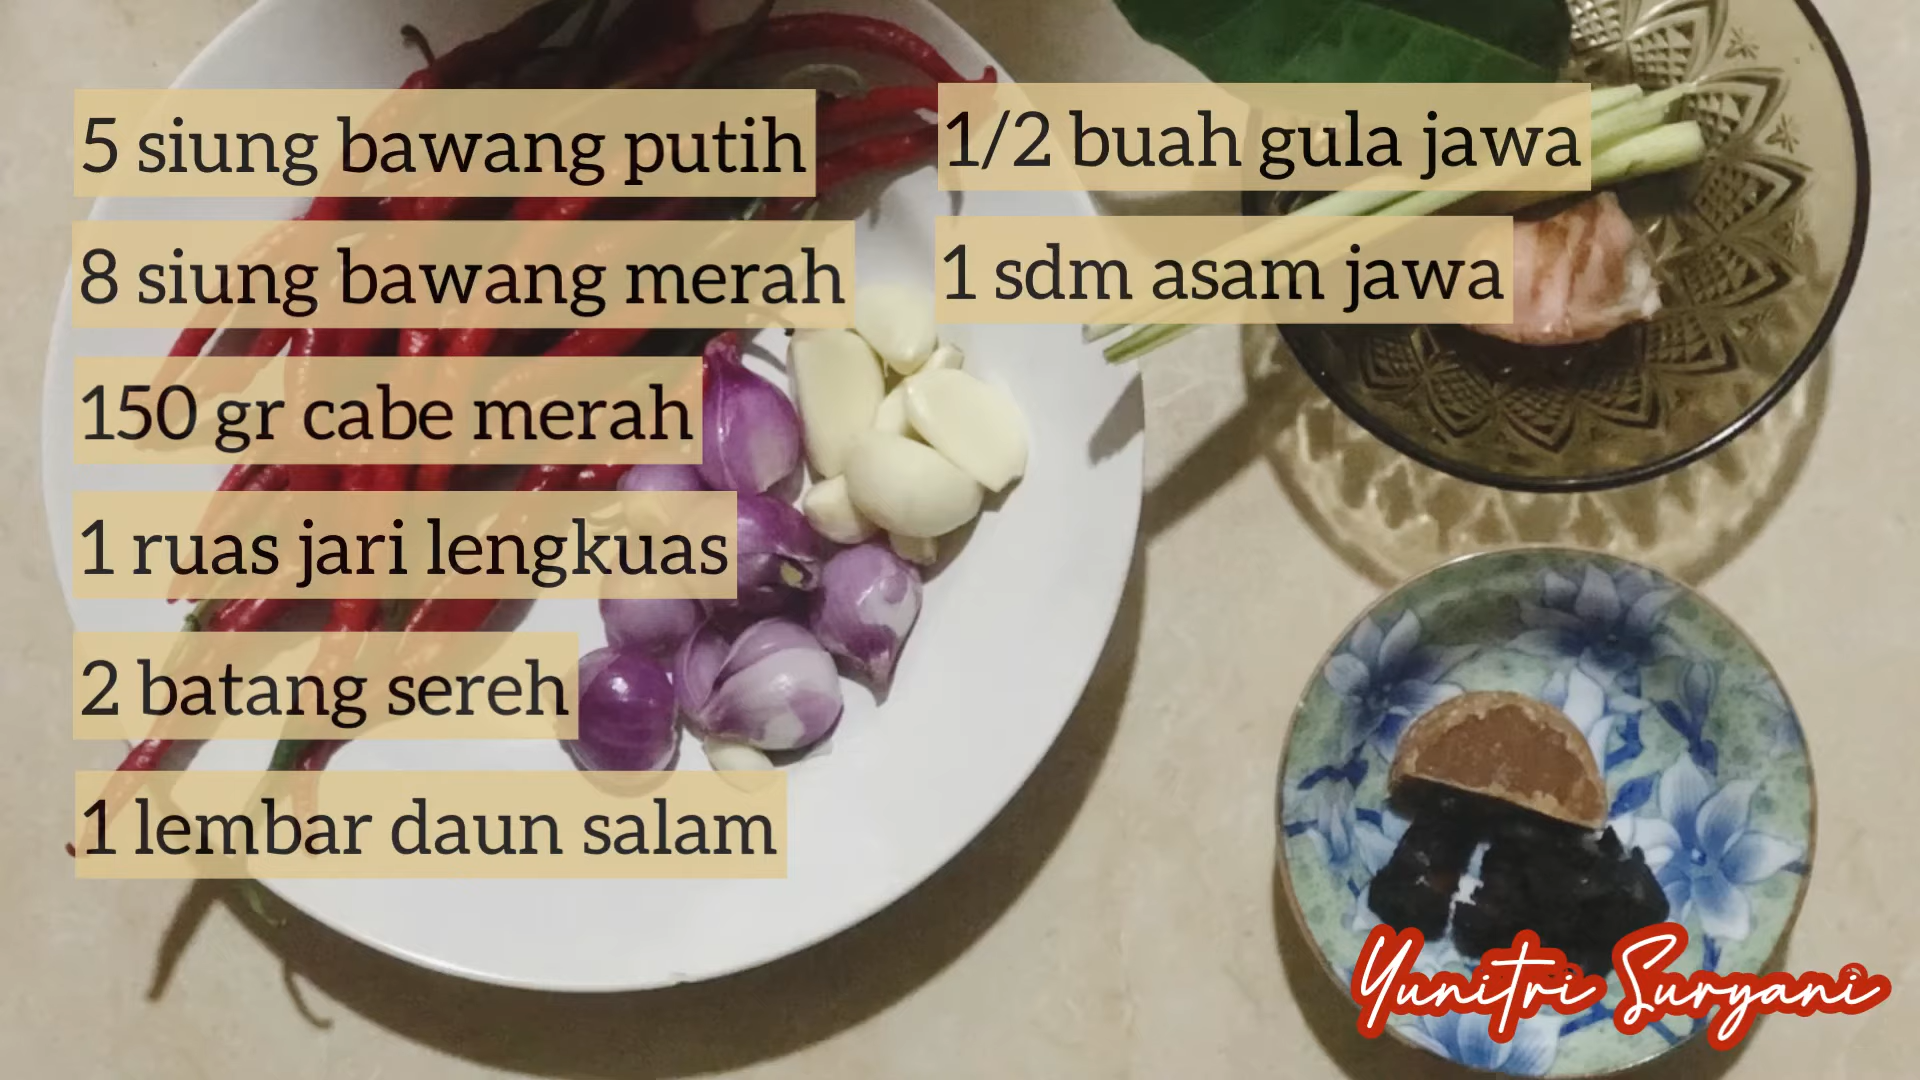 5 siung bawang putih
8 siung bawang merah
150 gr cabe merah
1 ruas jari lengkuas
2 batang sereh
1 lembar daun salam
1/2 buah gula jawa
1 sdm asam jawa
Yunitri Suryani